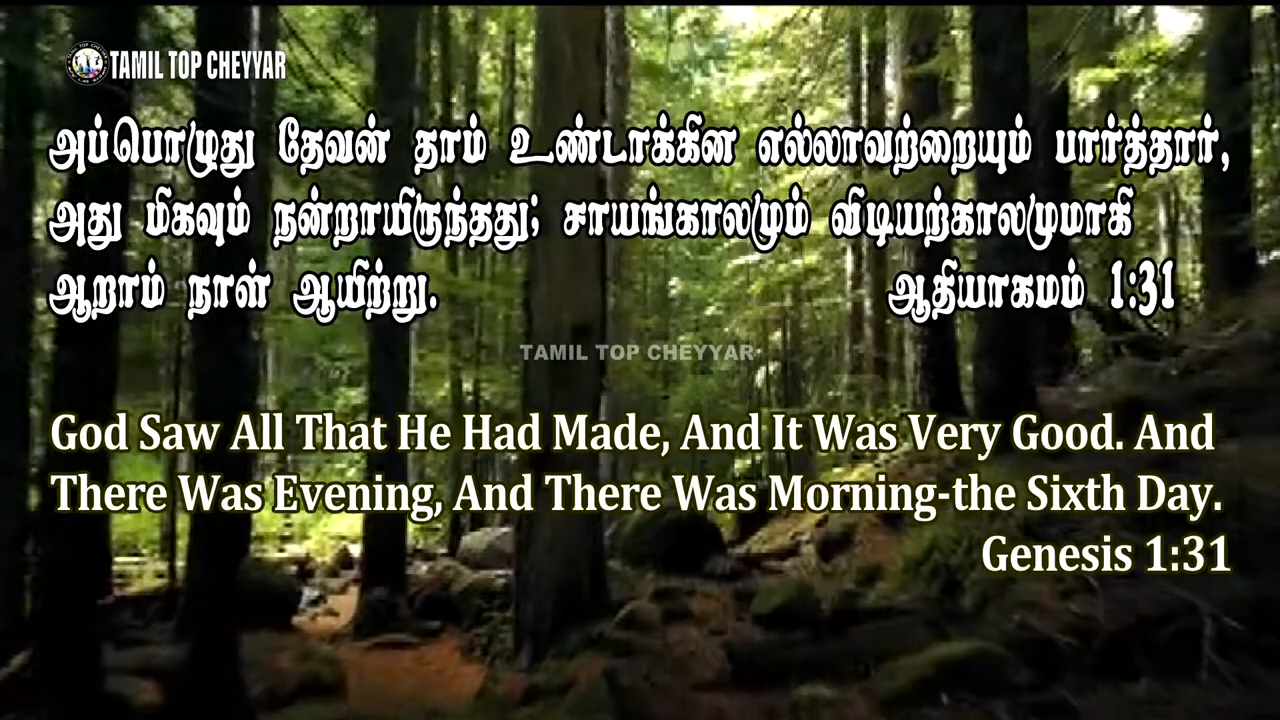 TAMIL TOP CHEYYAR
அப்பொழுது தேவன் தாம் உண்டாக்கின எல்லாவற்றையும் பார்த்தார்,
அது மிகவும் நன்றாயிருந்தது; சாயங்காலமும் விடியற்காலமுமாகி
ஆறாம் நாள் ஆயிற்று. ஆதியாகமம் 1:31
TAMIL TOP CHEYYAR
God Saw All That He Had Made, And It Was Very Good. And
There Was Evening, And There Was Morning-the Sixth Day.
Genesis 1:31